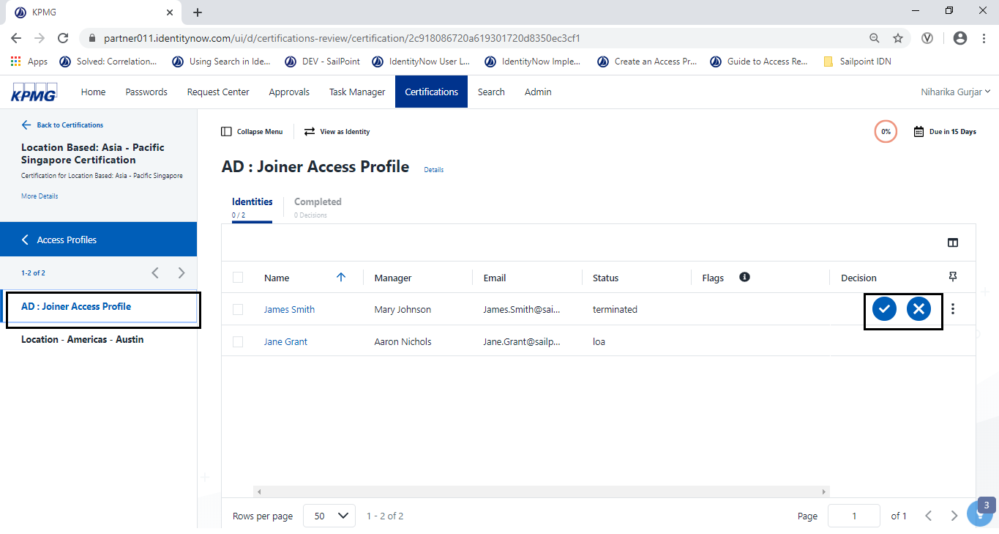 KPMG
partner011.identitynow.com/ui/d/certifications-review/certification/2c918086720a619301720d8350ec3cf1
Apps Solved: Correlation... Using Search in Ide... DEV - SailPoint IdentityNow User L... IdentityNow Imple... Create an Access Pr... Guide to Access Re... Sailpoint IDN
KPMG Home Passwords Request Center Approvals Task Manager Certifications Search Admin Niharika Gurjar
Back to Certifications
Location Based: Asia - Pacific
Singapore Certification
Certification for Location Based: Asia - Pacific Singapore
More Details
Access Profiles
1-2 of 2
AD : Joiner Access Profile
Location - Americas - Austin
Collapse Menu View as Identity 0% Due in 15 Days
AD : Joiner Access Profile Details
Identities Completed
0 / 2 0 Decisions
Name Manager Email Status Flags Decision
James Smith Mary Johnson James.Smith@sai... terminated
Jane Grant Aaron Nichols Jane.Grant@sailp... loa
Rows per page 50 1 - 2 of 2 Page 1 of 1
3